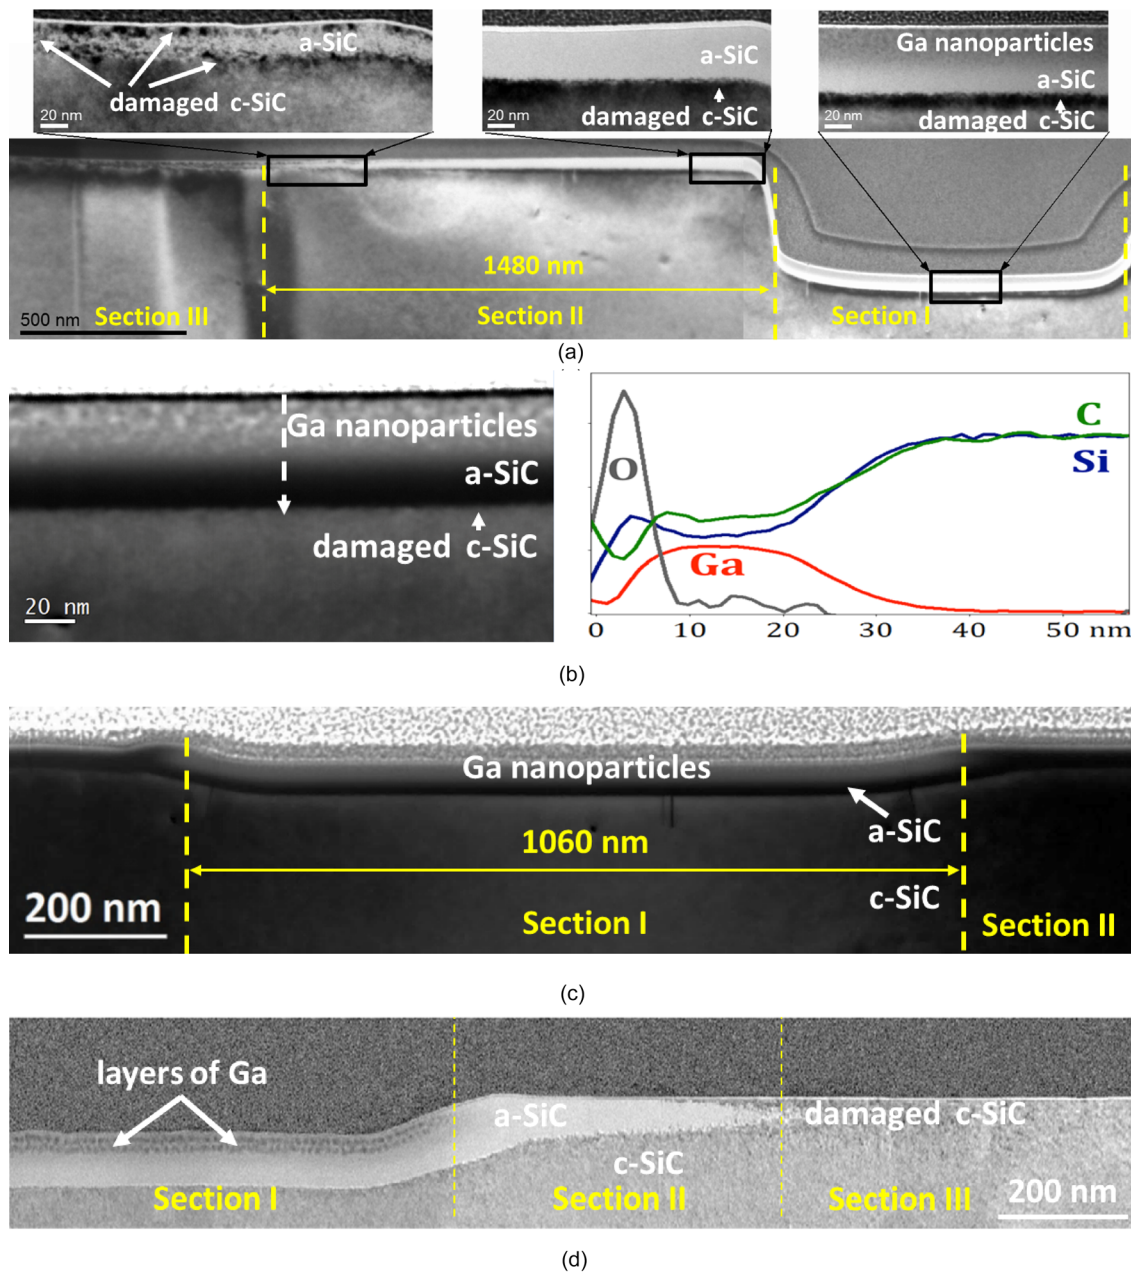 a-SiC
damaged c-SiC
20 nm
a-SiC
damaged c-SiC
20 nm
Ga nanoparticles
a-SiC
damaged c-SiC
20 nm
1480 nm
500 nm
Section III
Section II
Section I
(a)
Ga nanoparticles
a-SiC
damaged c-SiC
20 nm
O
C
Si
Ga
0 10 20 30 40 50 nm
(b)
Ga nanoparticles
a-SiC
1060 nm
200 nm
c-SiC
Section I
Section II
(c)
layers of Ga
a-SiC
damaged c-SiC
c-SiC
Section I
Section II
Section III
200 nm
(d)